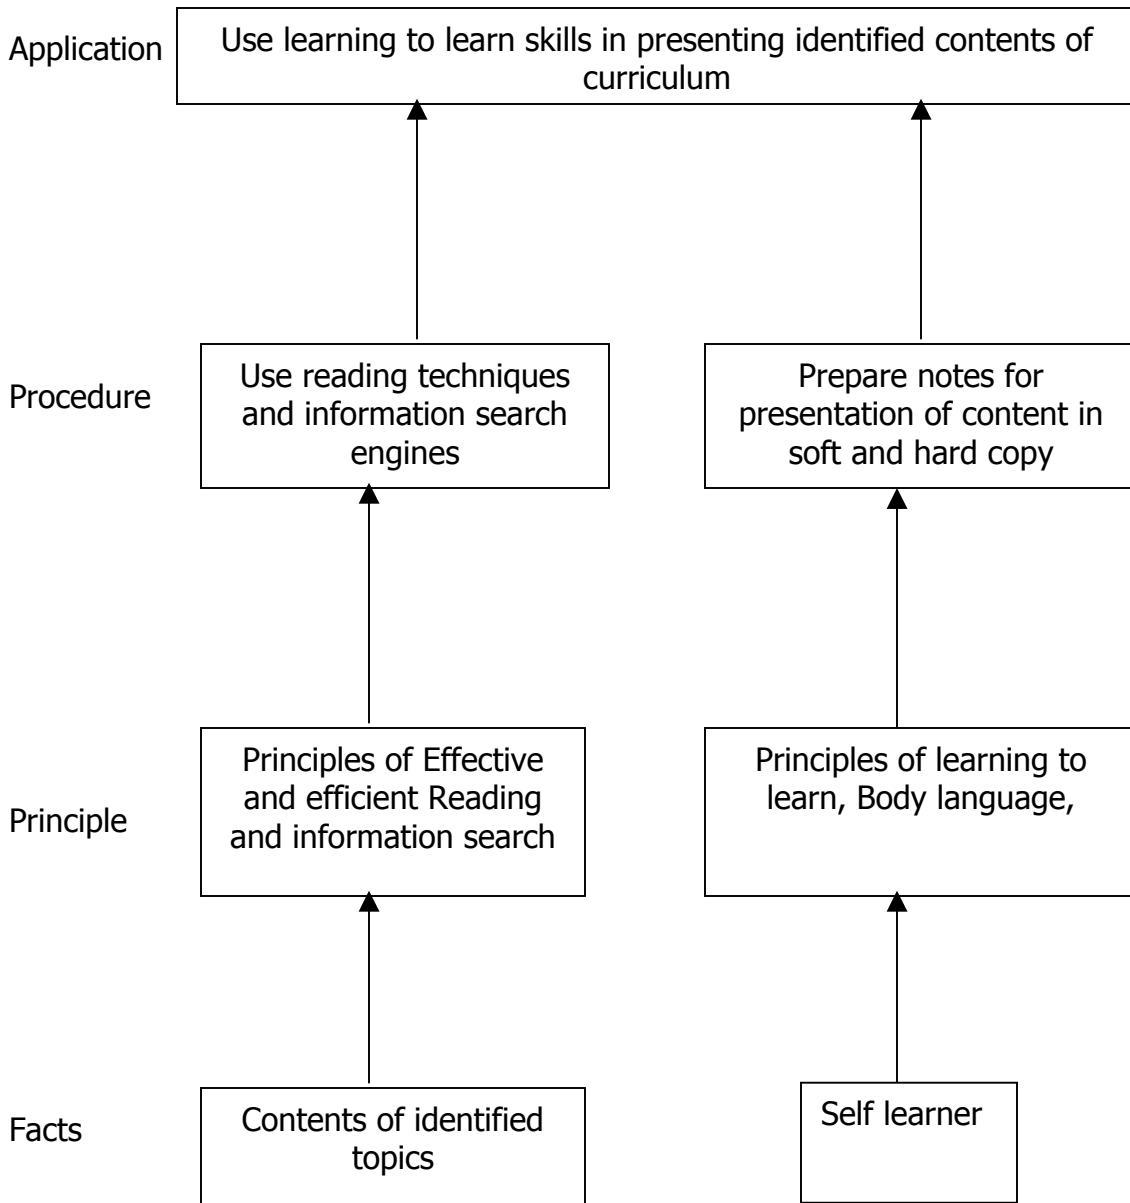 Application
Use learning to learn skills in presenting identified contents of
curriculum
Procedure
Use reading techniques
and information search
engines
Prepare notes for
presentation of content in
soft and hard copy
Principle
Principles of Effective
and efficient Reading
and information search
Principles of learning to
learn, Body language,
Facts
Contents of identified
topics
Self learner